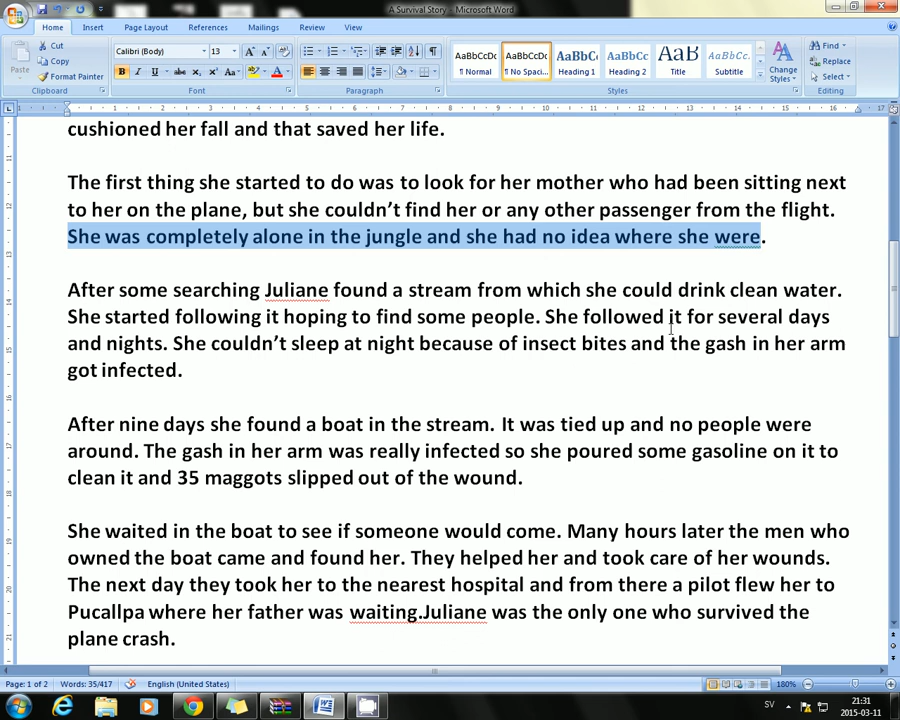 A Survival Story - Microsoft Word
Home Insert Page Layout References Mailings Review View
Cut
Copy
Format Painter
Paste
Clipboard
Calibri (Body) 13
Font
Paragraph
AaBbCcDc AaBbCcDc AaBbCc AaBbCc AaB AaBbCc.
¶ Normal ¶ No Spaci... Heading 1 Heading 2 Title Subtitle
Change Styles
Styles
Find
Replace
Select
Editing
cushioned her fall and that saved her life.
The first thing she started to do was to look for her mother who had been sitting next
to her on the plane, but she couldn’t find her or any other passenger from the flight.
She was completely alone in the jungle and she had no idea where she were.
After some searching Juliane found a stream from which she could drink clean water.
She started following it hoping to find some people. She followed it for several days
and nights. She couldn’t sleep at night because of insect bites and the gash in her arm
got infected.
After nine days she found a boat in the stream. It was tied up and no people were
around. The gash in her arm was really infected so she poured some gasoline on it to
clean it and 35 maggots slipped out of the wound.
She waited in the boat to see if someone would come. Many hours later the men who
owned the boat came and found her. They helped her and took care of her wounds.
The next day they took her to the nearest hospital and from there a pilot flew her to
Pucallpa where her father was waiting.Juliane was the only one who survived the
plane crash.
Page: 1 of 2 Words: 35/417 English (United States) 180%
SV 21:31
2015-03-11